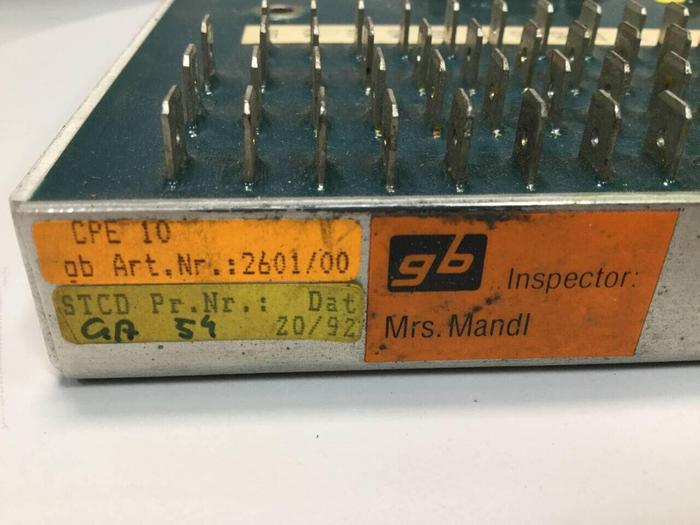 CPE 10
gb Art.Nr.:2601/00
STCD Pr.Nr.: Dat
GA 54 20/92
gb Inspector:
Mrs. Mandl